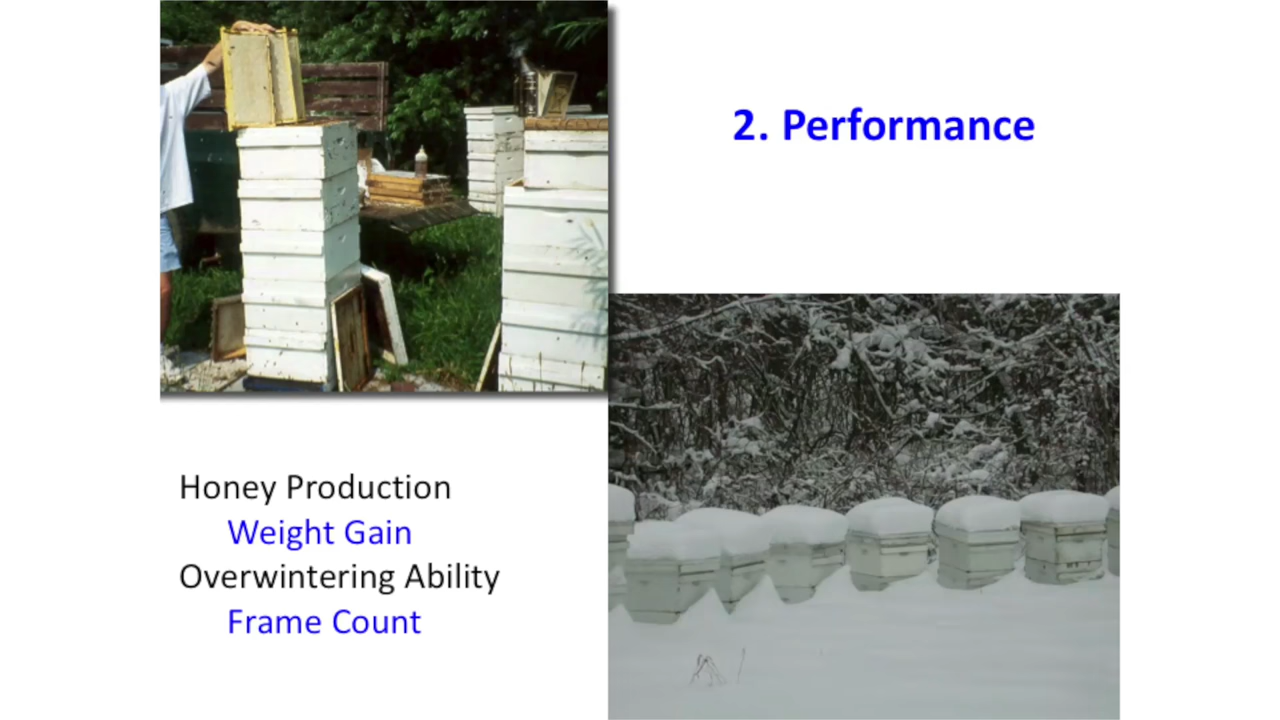 2. Performance
Honey Production
Weight Gain
Overwintering Ability
Frame Count